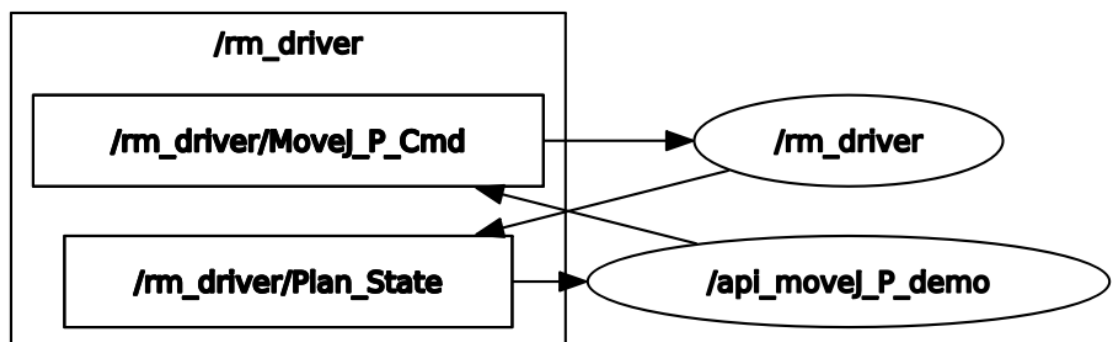 /rm_driver
/rm_driver/MoveJ_P_Cmd
/rm_driver
/rm_driver/Plan_State
/api_moveJ_P_demo